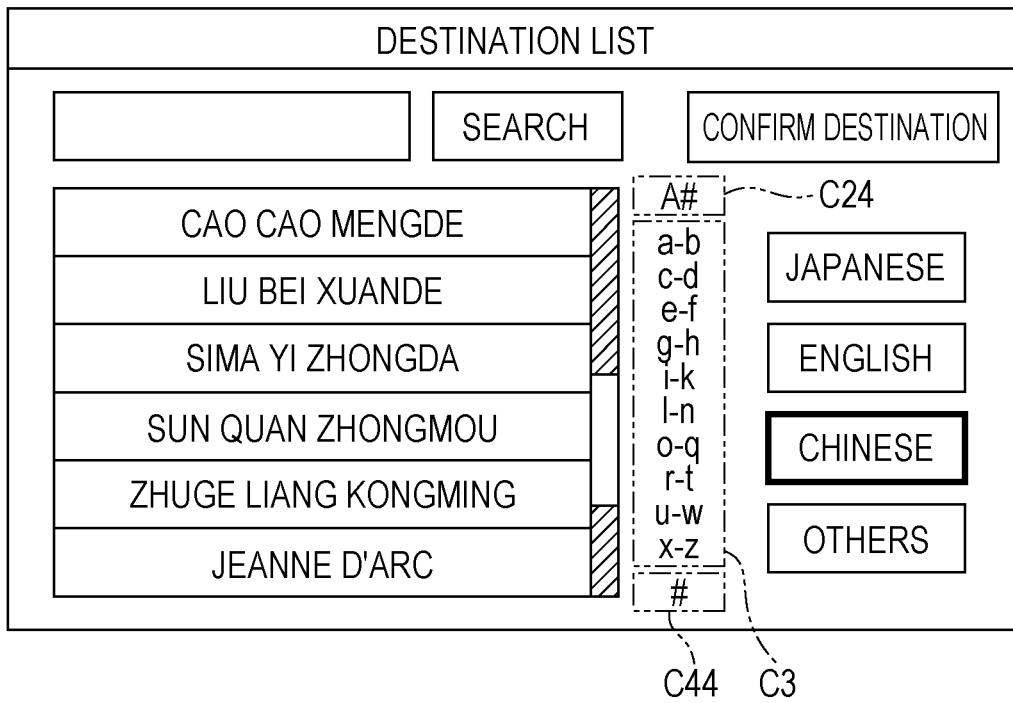 DESTINATION LIST
SEARCH
CONFIRM DESTINATION
CAO CAO MENGDE
LIU BEI XUANDE
SIMA YI ZHONGDA
SUN QUAN ZHONGMOU
ZHUGE LIANG KONGMING
JEANNE D'ARC
A#
a-b
c-d
e-f
g-h
i-k
l-n
o-q
r-t
u-w
x-z
#
C24
JAPANESE
ENGLISH
CHINESE
OTHERS
C44
C3